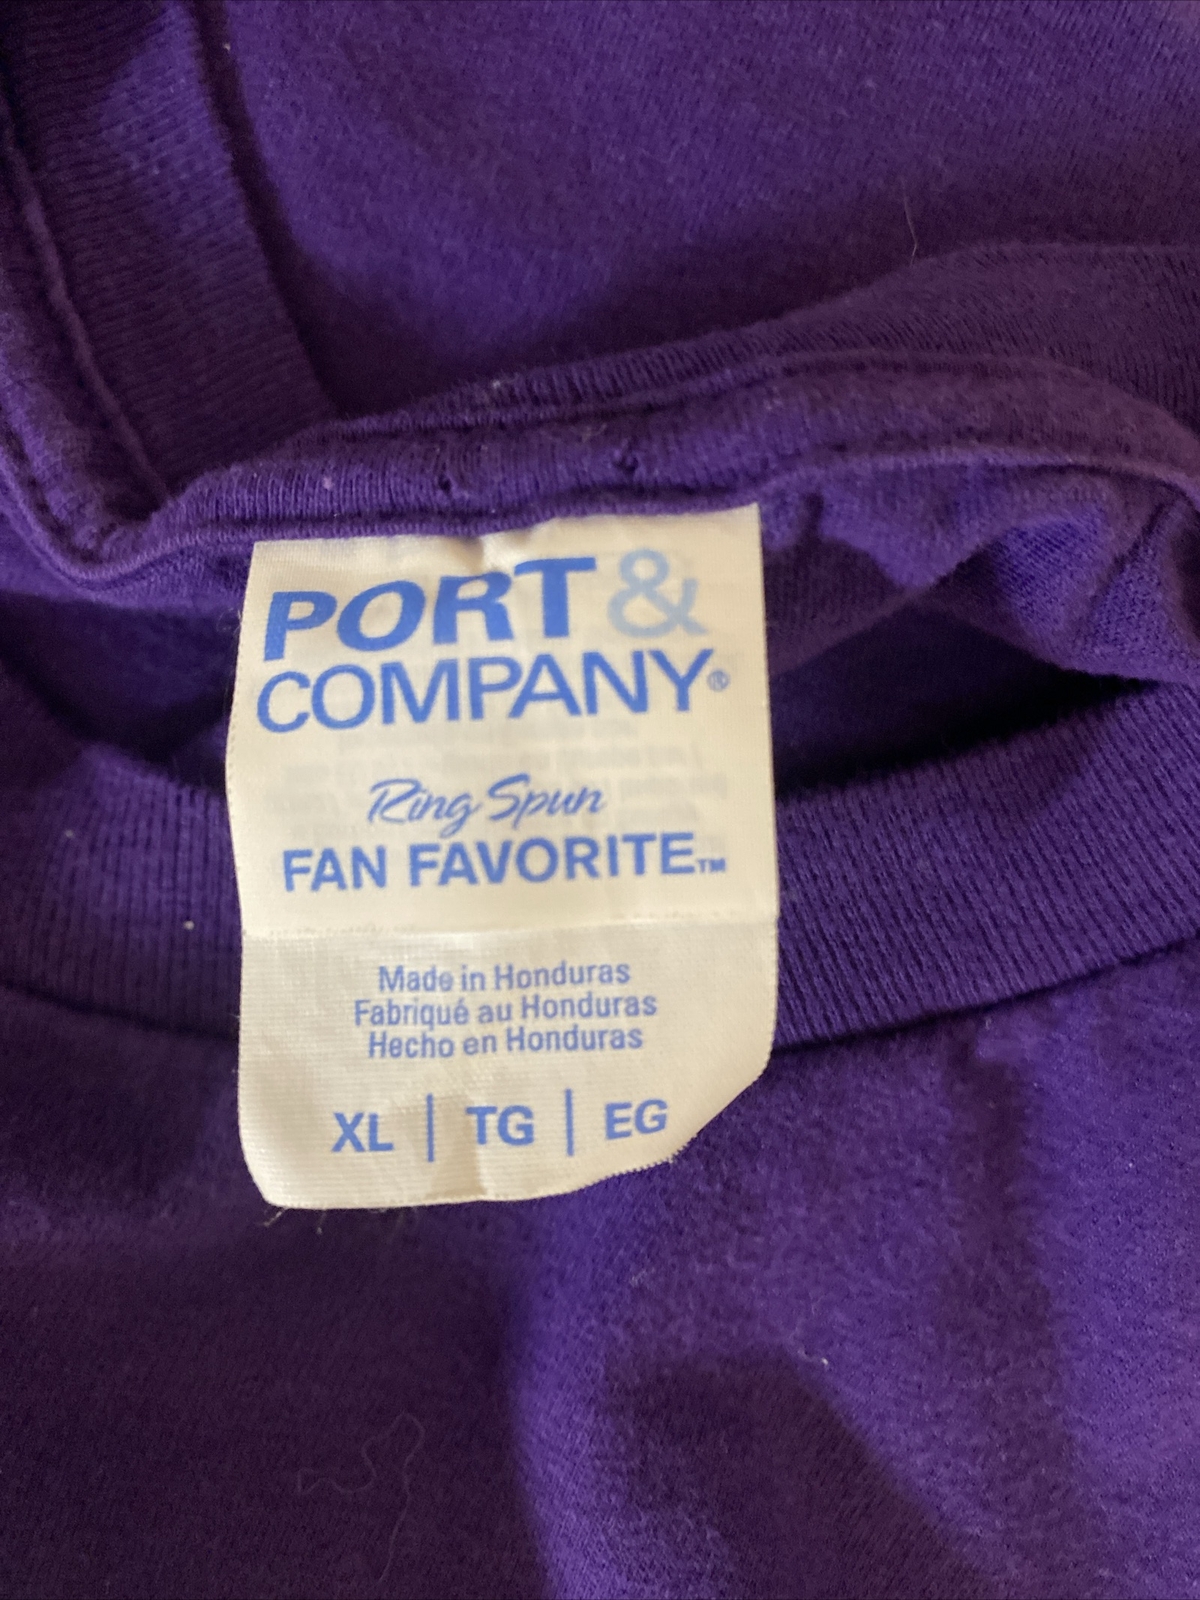 PORT &
COMPANY®
Ring Spun
FAN FAVORITE™
Made in Honduras
Fabriqué au Honduras
Hecho en Honduras
XL | TG | EG